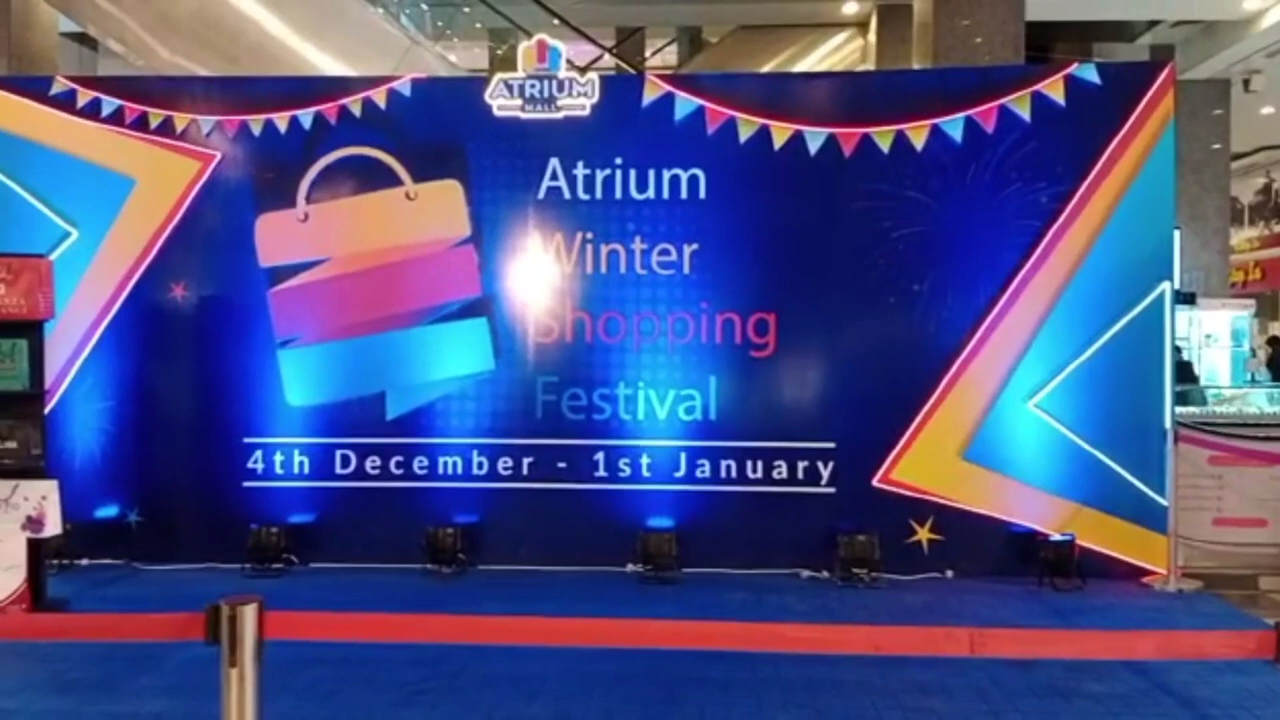 ATRIUM
MALL
Atrium
Winter
Shopping
Festival
4th December - 1st January